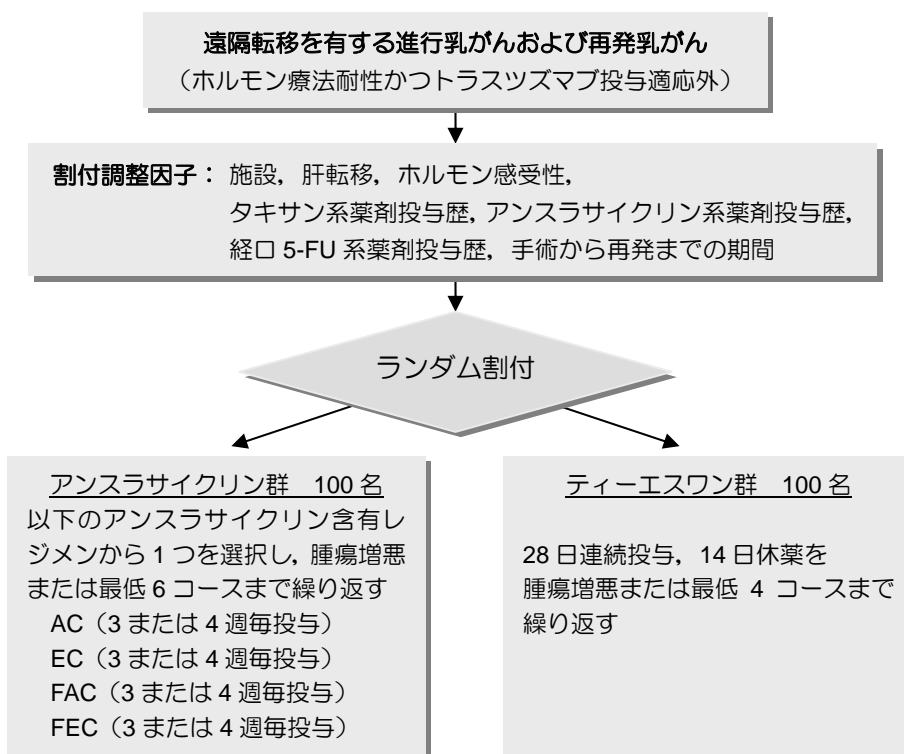 遠隔転移を有する進行乳がんおよび再発乳がん
（ホルモン療法耐性かつトラスツズマブ投与適応外）
割付調整因子： 施設，肝転移，ホルモン感受性，
タキサン系薬剤投与歴，アンスラサイクリン系薬剤投与歴，
経口 5-FU 系薬剤投与歴，手術から再発までの期間
ランダム割付
アンスラサイクリン群 100 名
以下のアンスラサイクリン含有レ
ジメンから 1 つを選択し，腫瘍増悪
または最低 6 コースまで繰り返す
AC（3 または 4 週毎投与）
EC（3 または 4 週毎投与）
FAC（3 または 4 週毎投与）
FEC（3 または 4 週毎投与）
ティーエスワン群 100 名
28 日連続投与，14 日休薬を
腫瘍増悪または最低 4 コースまで
繰り返す